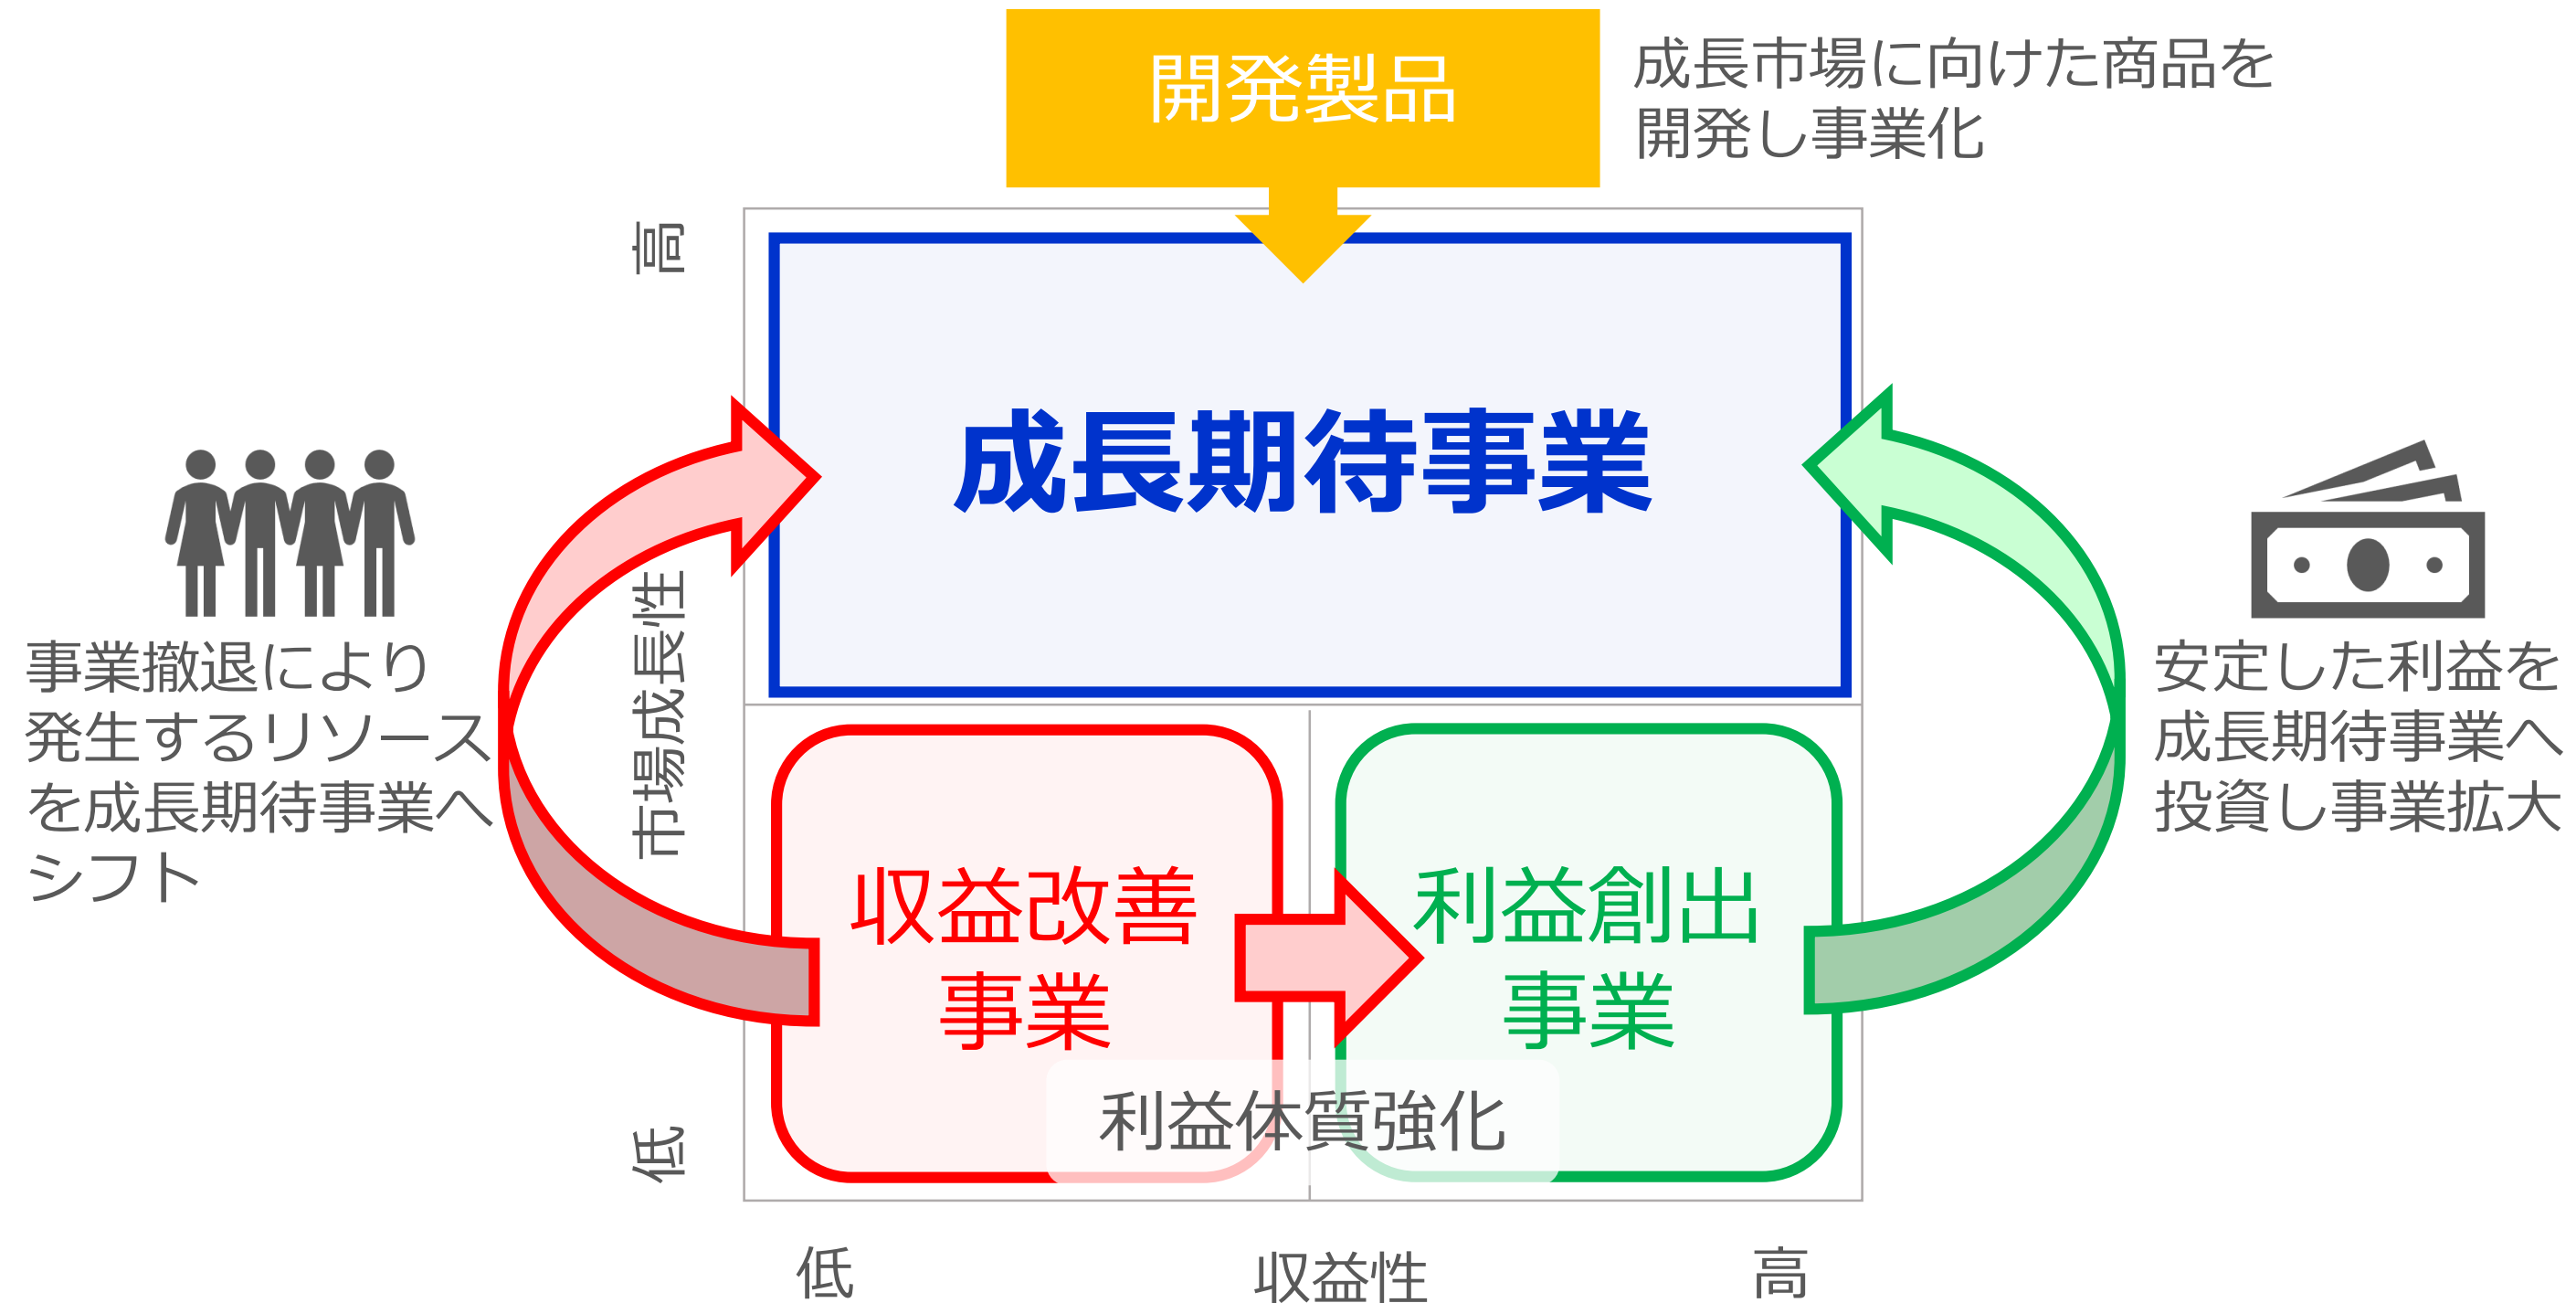 開発製品
成長市場に向けた商品を
開発し事業化
高
市場成長性
低
成長期待事業
事業撤退により
発生するリソース
を成長期待事業へ
シフト
安定した利益を
成長期待事業へ
投資し事業拡大
収益改善
事業
利益創出
事業
利益体質強化
低
収益性
高